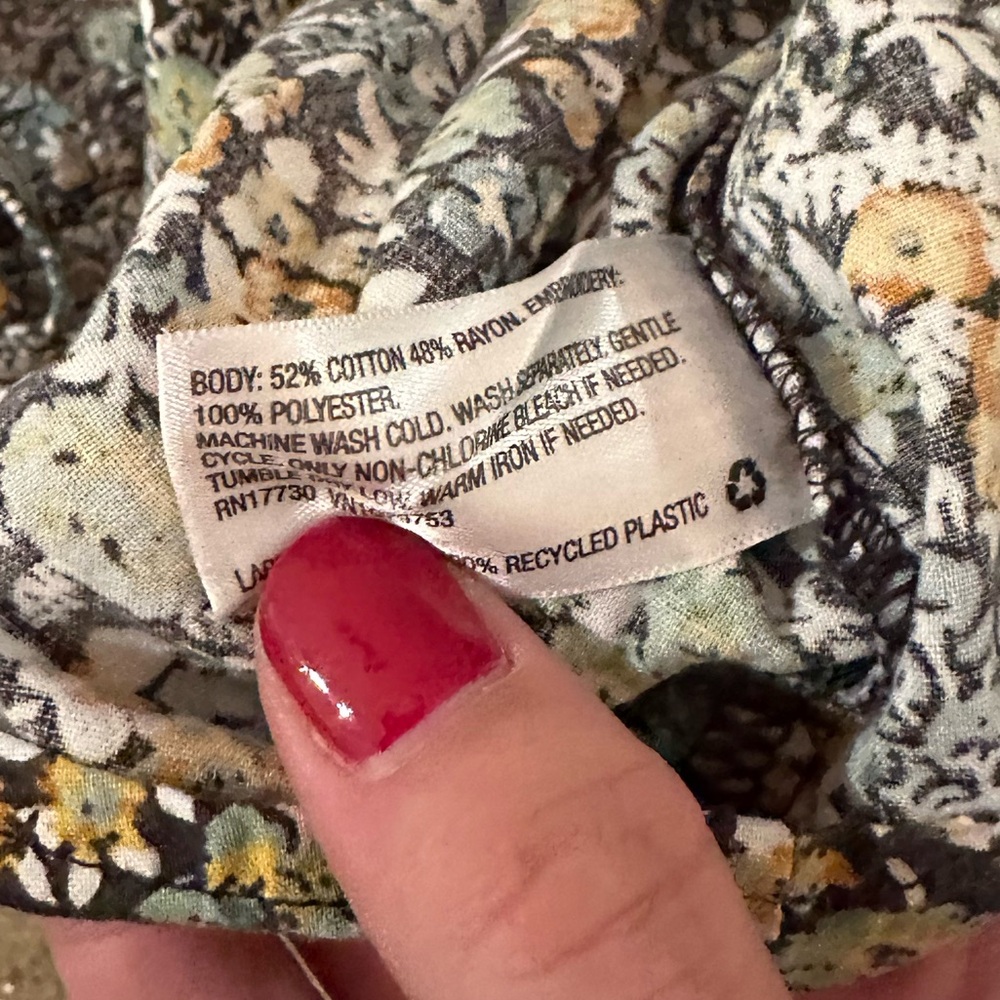 BODY: 52% COTTON 48% RAYON. EMBROIDERY:
100% POLYESTER.
MACHINE WASH COLD. WASH SEPARATELY. GENTLE
CYCLE. ONLY NON-CHLORINE BLEACH IF NEEDED.
TUMBLE DRY LOW. WARM IRON IF NEEDED.
RN17730
RECYCLED PLASTIC